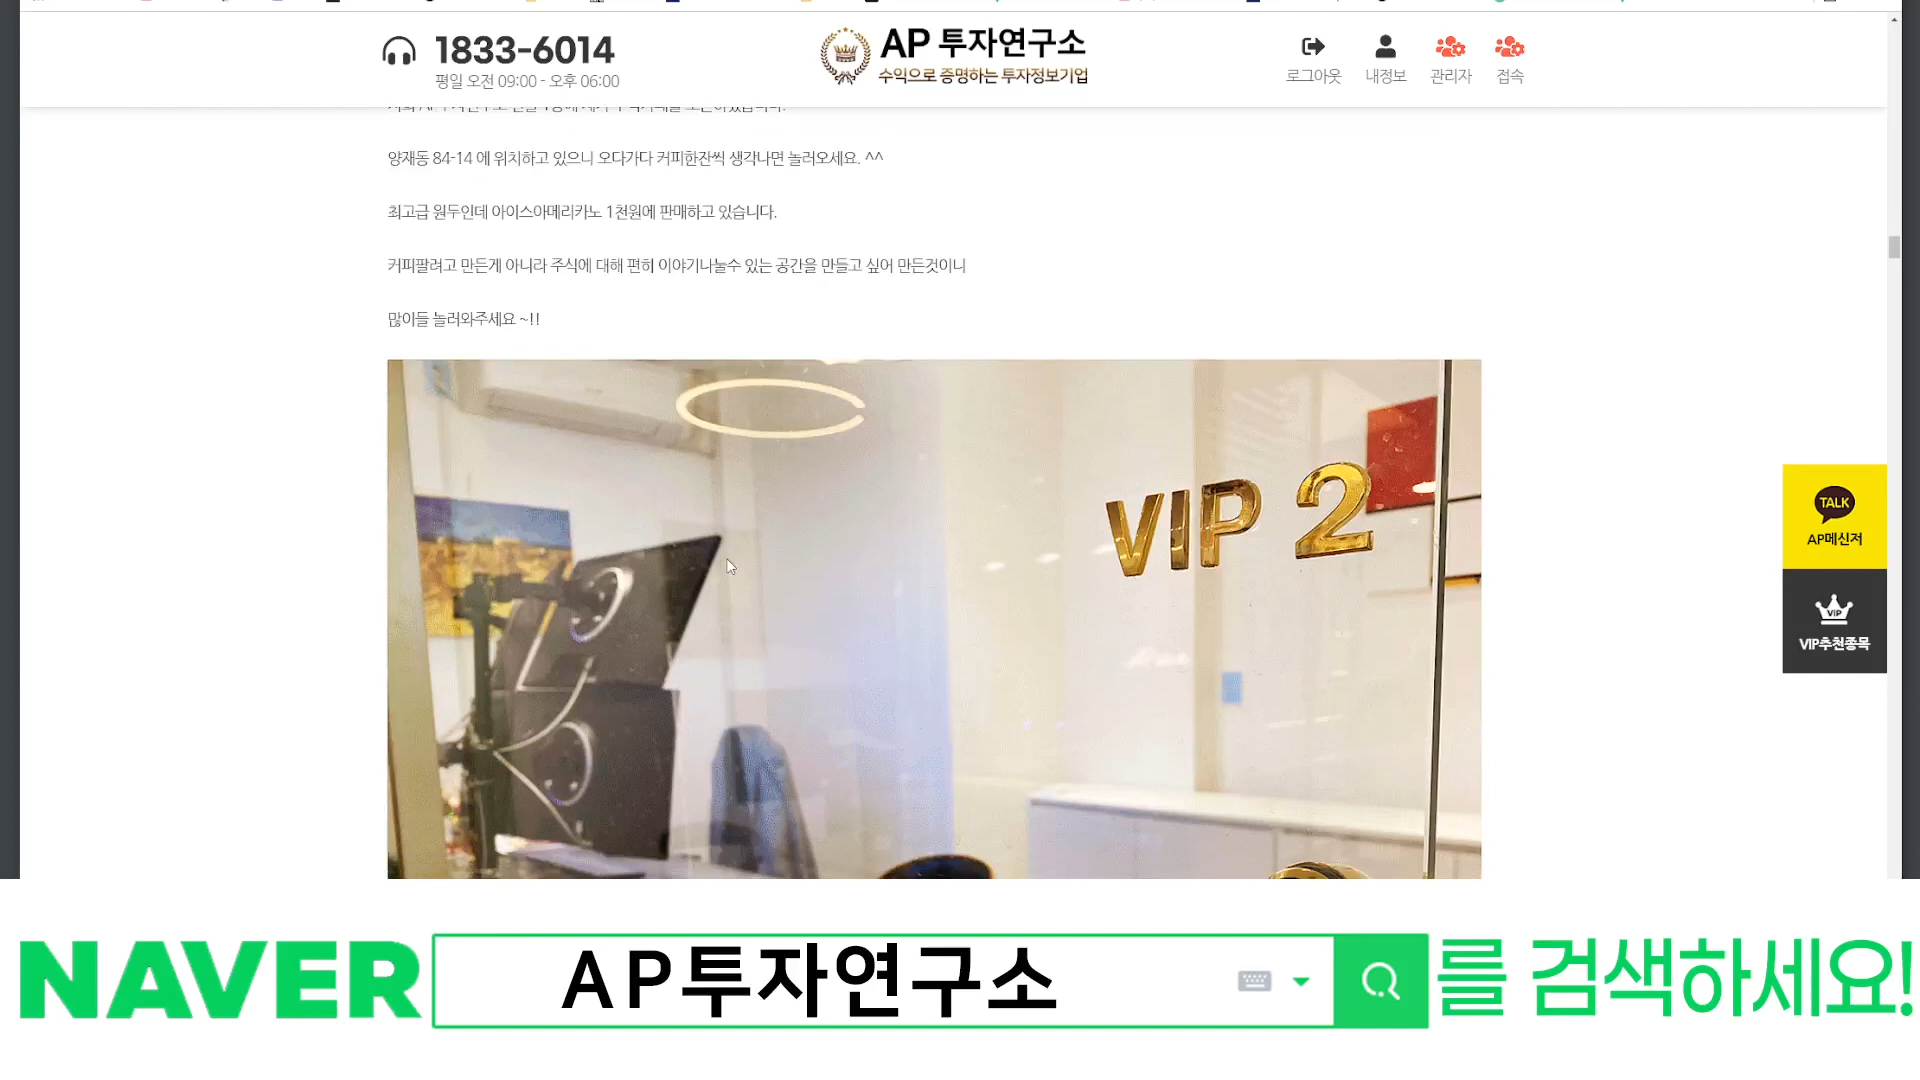 1833-6014
평일 오전 09:00 - 오후 06:00
AP 투자연구소
수익으로 증명하는 투자정보기업
로그아웃
내정보
관리자
접속
양재동 84-14 에 위치하고 있으니 오다가다 커피한잔씩 생각나면 놀러오세요. ^^
최고급 원두인데 아이스아메리카노 1천원에 판매하고 있습니다.
커피팔려고 만든게 아니라 주식에 대해 편히 이야기나눌수 있는 공간을 만들고 싶어 만든것이니
많이들 놀러와주세요 ~!!
VIP 2
TALK
AP메신저
VIP
VIP추천종목
NAVER AP투자연구소 를 검색하세요!